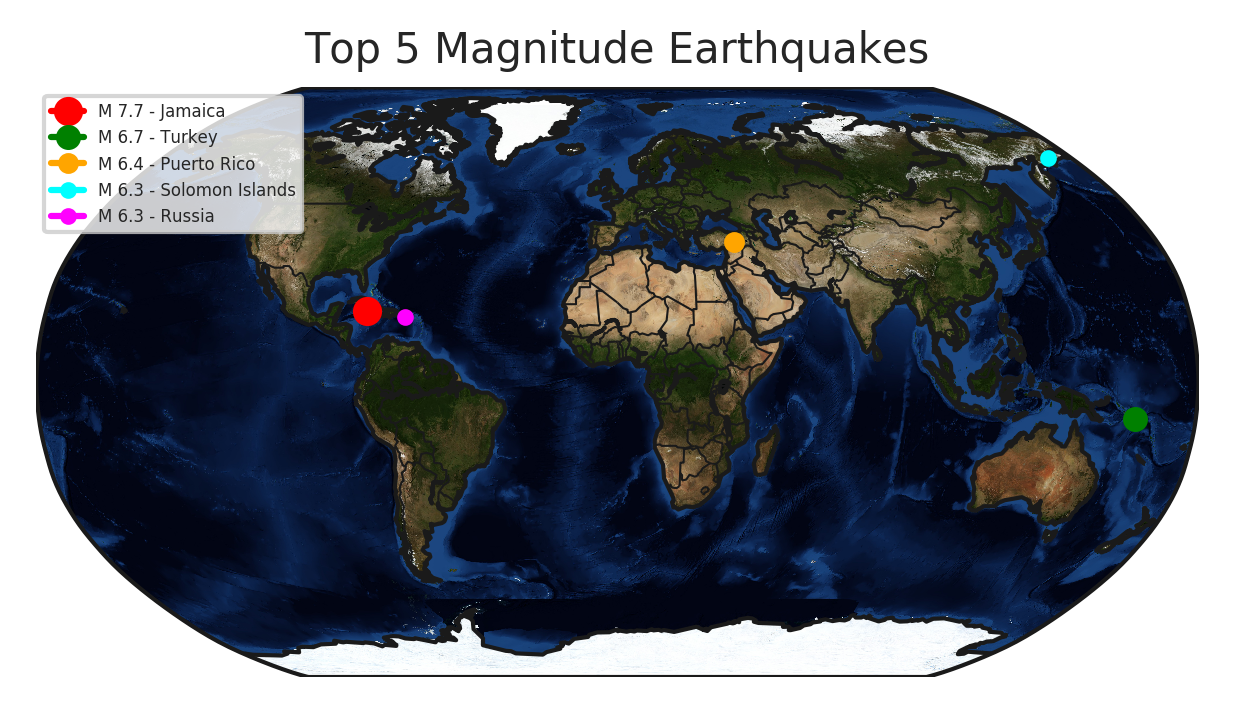 Top 5 Magnitude Earthquakes
M 7.7 - Jamaica
M 6.7 - Turkey
M 6.4 - Puerto Rico
M 6.3 - Solomon Islands
M 6.3 - Russia